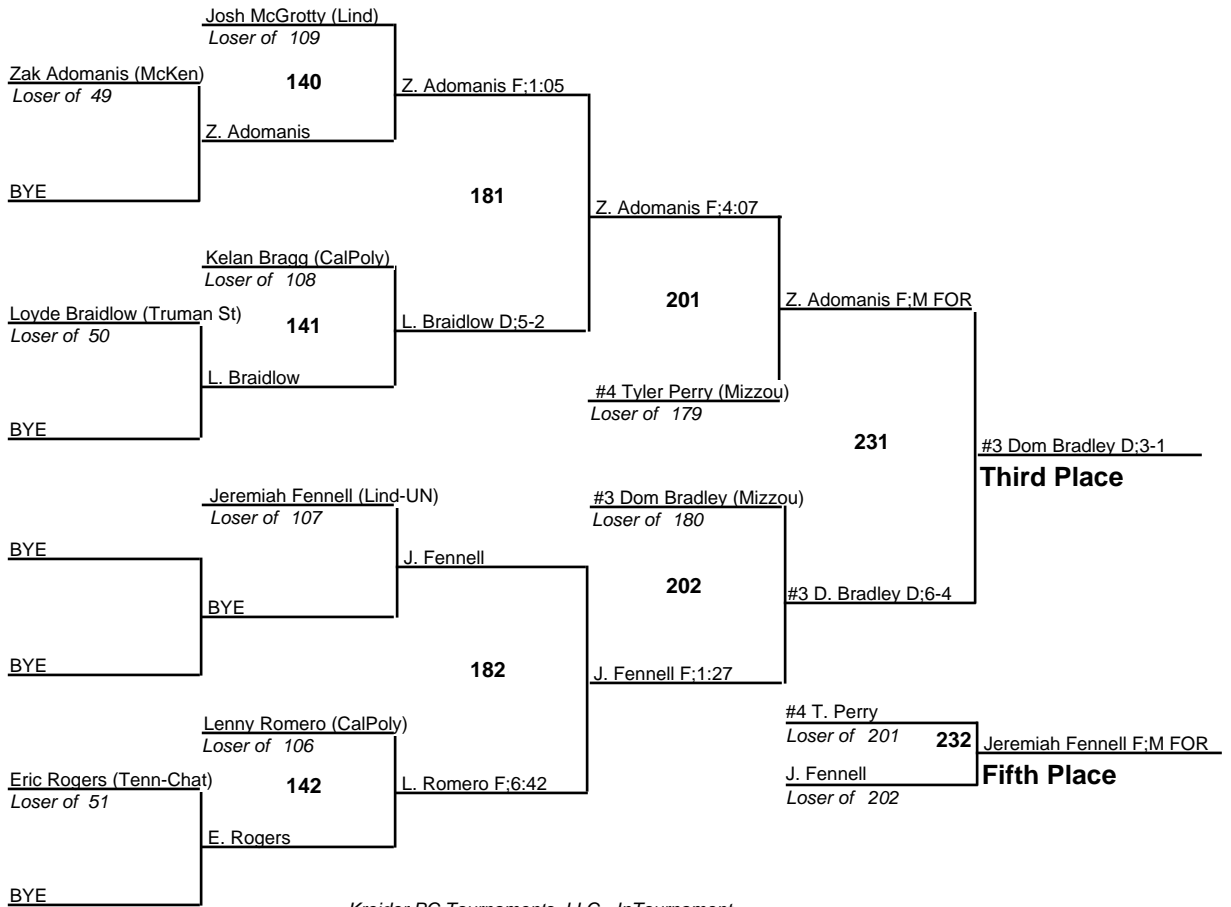 Josh McGrotty (Lind)
Loser of 109
Zak Adomanis (McKen)
Loser of 49
140
Z. Adomanis F;1:05
Z. Adomanis
BYE
181
Z. Adomanis F;4:07
Kelan Bragg (CalPoly)
Loser of 108
Loyde Braidlow (Truman St)
Loser of 50
141
L. Braidlow D;5-2
201
Z. Adomanis F;M FOR
L. Braidlow
#4 Tyler Perry (Mizzou)
Loser of 179
BYE
231
#3 Dom Bradley D;3-1
Third Place
Jeremiah Fennell (Lind-UN)
Loser of 107
#3 Dom Bradley (Mizzou)
Loser of 180
BYE
J. Fennell
202
#3 D. Bradley D;6-4
BYE
BYE
182
J. Fennell F;1:27
Lenny Romero (CalPoly)
Loser of 106
#4 T. Perry
Loser of 201
232
Jeremiah Fennell F;M FOR
Fifth Place
Eric Rogers (Tenn-Chat)
Loser of 51
142
L. Romero F;6:42
J. Fennell
Loser of 202
E. Rogers
BYE